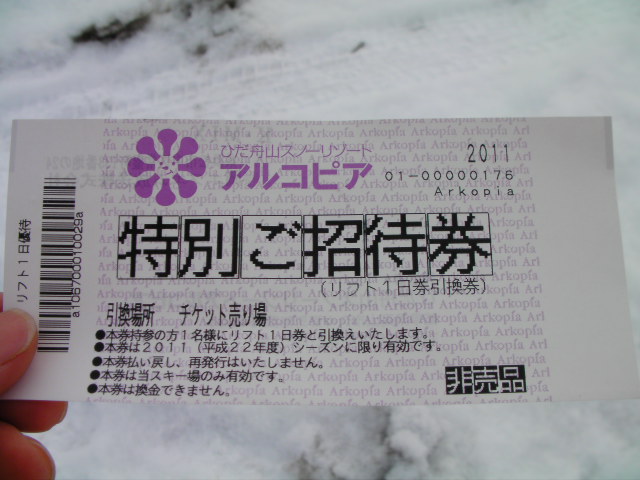 ひだ舟山スノーリゾート
アルコピア
2011
01-00000176
Arkopia
特別ご招待券
(リフト1日券引換券)
引換場所 チケット売り場
●本券持参の方1名様にリフト1日券と引換えいたします。
●本券は2011(平成22年度)シーズンに限り有効です。
●本券払い戻し、再発行はいたしません。
●本券は当スキー場のみ有効です。
●本券は換金できません。
非売品
リフト1日優待
a105700010029a